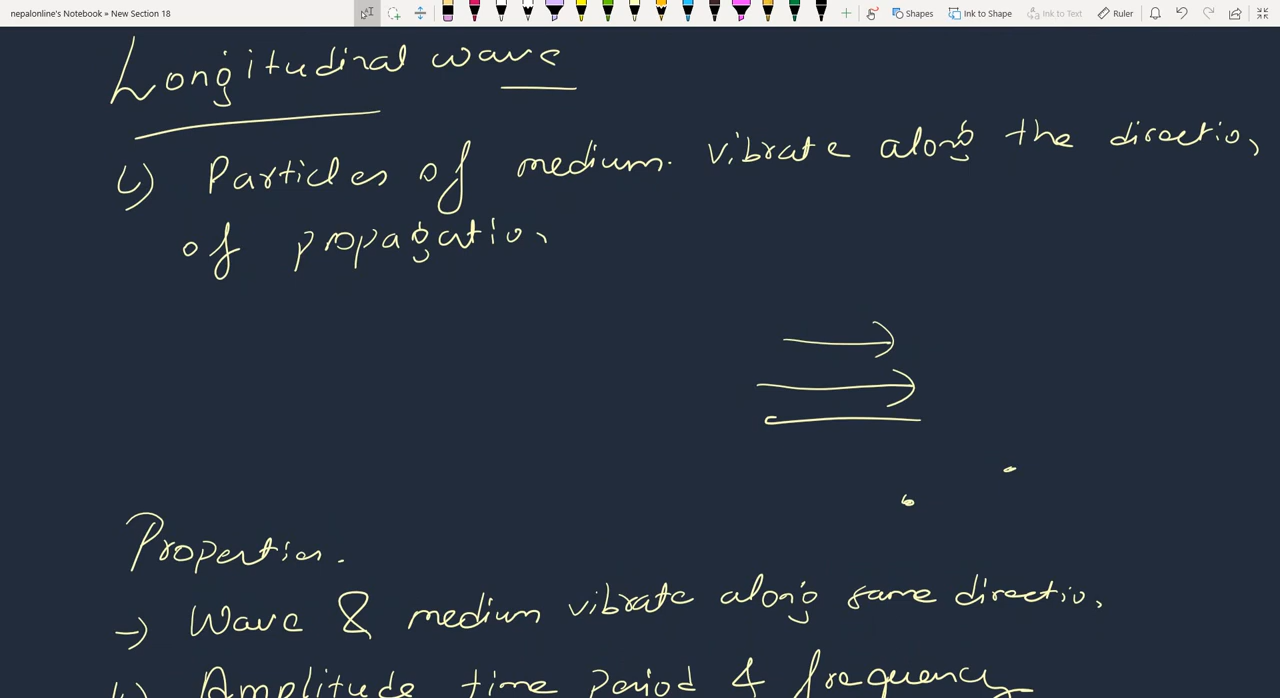 nepalonline's Notebook » New Section 18
Shapes Ink to Shape Ink to Text Ruler
Longitudinal wave
Particles of medium. vibrate along the direction
of propagation
Properties.
→ Wave & medium vibrate along same direction.
Amplitude time period & frequency